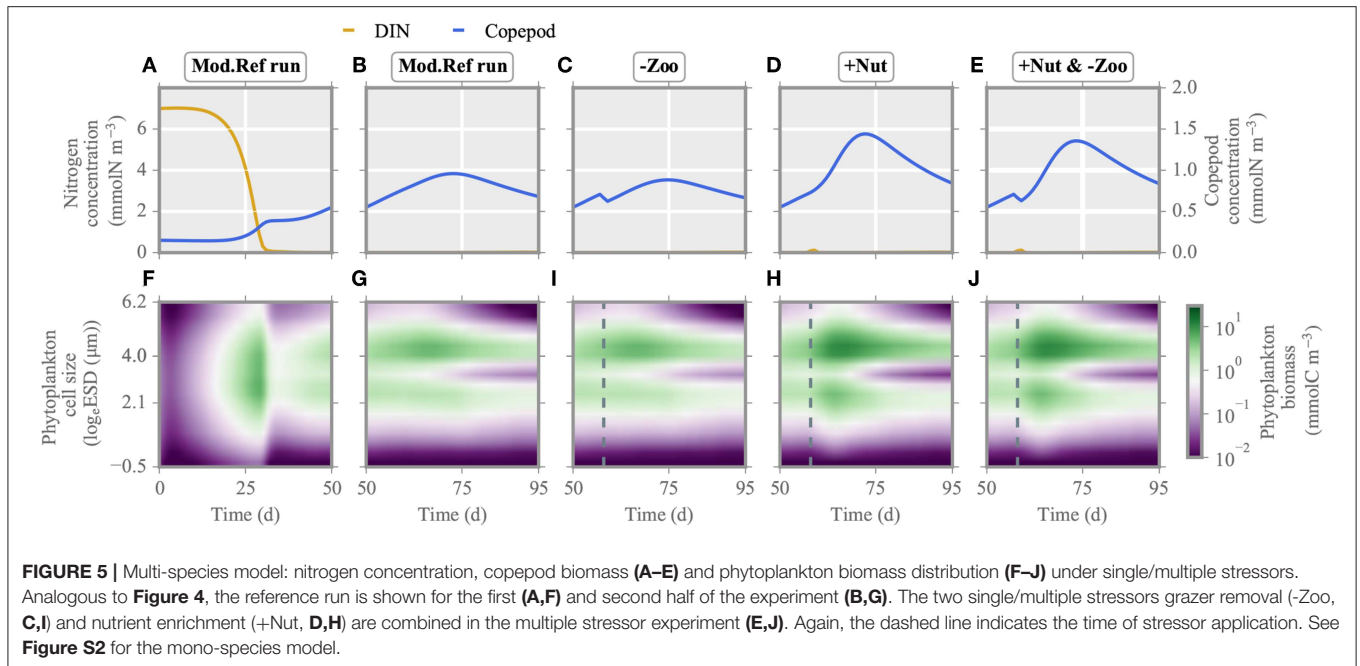 DIN Copepod
A Mod.Ref run B Mod.Ref run C -Zoo D +Nut E +Nut & -Zoo
Nitrogen
concentration
(mmolN m⁻³)
6
4
2
0
2.0
1.5
1.0
0.5
0.0
Copepod
concentration
(mmolN m⁻³)
F G I H J
Phytoplankton
cell size
(logₑESD (μm))
6.2
4.0
2.1
−0.5
0 25 50 50 75 95 50 75 95 50 75 95 50 75 95
Time (d) Time (d) Time (d) Time (d) Time (d)
10¹
10⁰
10⁻¹
10⁻²
Phytoplankton
biomass
(mmolC m⁻³)
FIGURE 5 | Multi-species model: nitrogen concentration, copepod biomass (A–E) and phytoplankton biomass distribution (F–J) under single/multiple stressors.
Analogous to Figure 4, the reference run is shown for the first (A,F) and second half of the experiment (B,G). The two single/multiple stressors grazer removal (-Zoo,
C,I) and nutrient enrichment (+Nut, D,H) are combined in the multiple stressor experiment (E,J). Again, the dashed line indicates the time of stressor application. See
Figure S2 for the mono-species model.